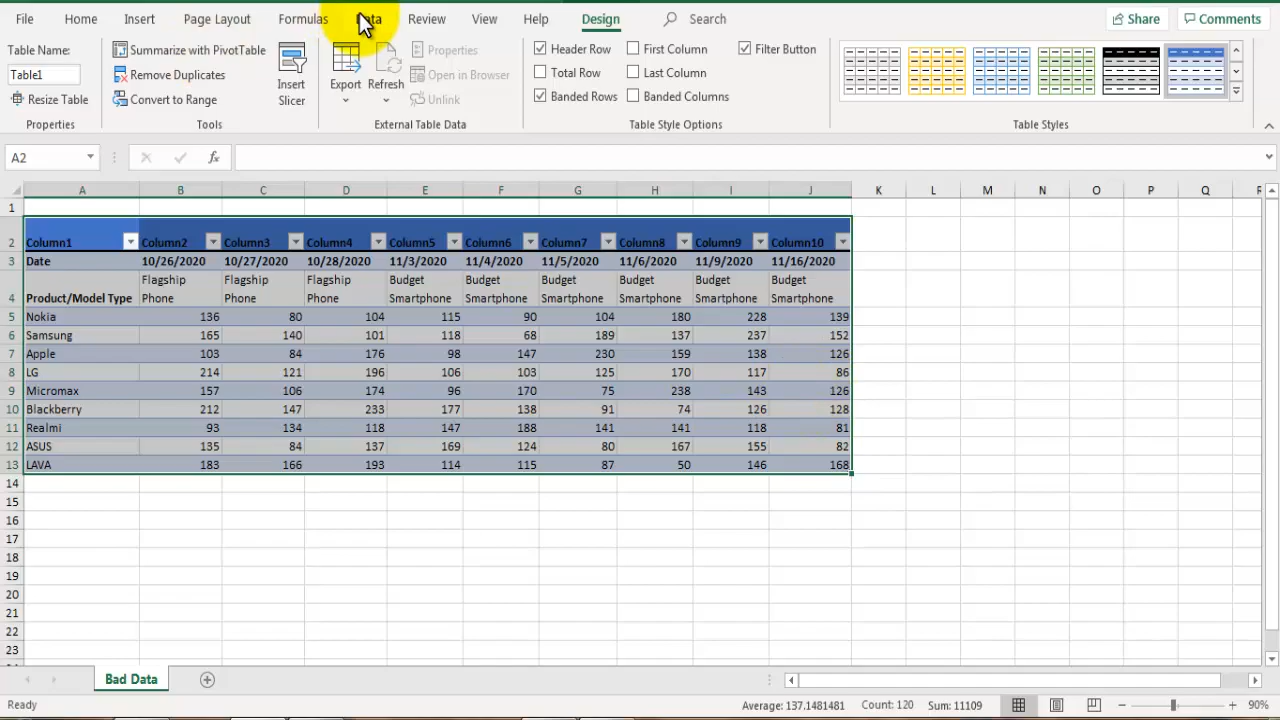 File Home Insert Page Layout Formulas Data Review View Help Design Search Share Comments
Table Name: Summarize with PivotTable Properties Header Row First Column Filter Button
Table1 Remove Duplicates Insert Slicer Export Refresh Open in Browser Total Row Last Column
Resize Table Convert to Range Unlink Banded Rows Banded Columns
Properties Tools External Table Data Table Style Options Table Styles
A2 fx
A B C D E F G H I J K L M N O P Q R
1
2 Column1 Column2 Column3 Column4 Column5 Column6 Column7 Column8 Column9 Column10
3 Date 10/26/2020 10/27/2020 10/28/2020 11/3/2020 11/4/2020 11/5/2020 11/6/2020 11/9/2020 11/16/2020
Flagship Flagship Flagship Budget Budget Budget Budget Budget Budget
4 Product/Model Type Phone Phone Phone Smartphone Smartphone Smartphone Smartphone Smartphone Smartphone
5 Nokia 136 80 104 115 90 104 180 228 139
6 Samsung 165 140 101 118 68 189 137 237 152
7 Apple 103 84 176 98 147 230 159 138 126
8 LG 214 121 196 106 103 125 170 117 86
9 Micromax 157 106 174 96 170 75 238 143 126
10 Blackberry 212 147 233 177 138 91 74 126 128
11 Realmi 93 134 118 147 188 141 141 118 81
12 ASUS 135 84 137 169 124 80 167 155 82
13 LAVA 183 166 193 114 115 87 50 146 168
14
15
16
17
18
19
20
21
22
23
Bad Data
Ready Average: 137.1481481 Count: 120 Sum: 11109 90%